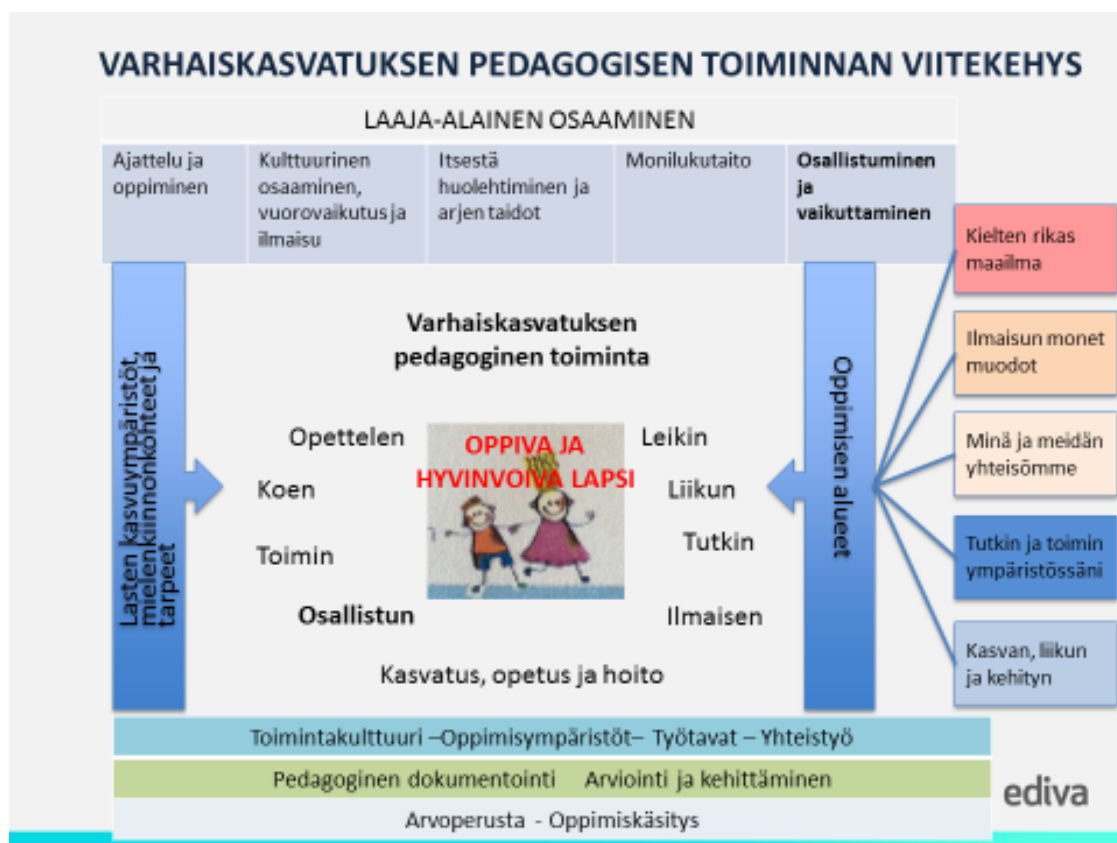 VARHAISKASVATUKSEN PEDAGOGISEN TOIMINNAN VIITEKEHYS
LAAJA-ALAINEN OSAAMINEN
Ajattelu ja
oppiminen
Kulttuurinen
osaaminen,
vuorovaikutus ja
ilmaisu
Itsestä
huolehtiminen ja
arjen taidot
Monilukutaito
Osallistuminen
ja
vaikuttaminen
Lasten kasvuympäristöt,
mielenkiinnonkohteet ja
tarpeet
Varhaiskasvatuksen
pedagoginen toiminta
Opettelen
Koen
Toimin
Osallistun
OPPIVA JA
HYVINVOIVA LAPSI
Leikin
Liikun
Tutkin
Ilmaisen
Kasvatus, opetus ja hoito
Oppimisen alueet
Kielten rikas
maailma
Ilmaisun monet
muodot
Minä ja meidän
yhteisömme
Tutkin ja toimin
ympäristössäni
Kasvan, liikun
ja kehityn
Toimintakulttuuri –Oppimisympäristöt– Työtavat – Yhteistyö
Pedagoginen dokumentointi Arviointi ja kehittäminen
Arvoperusta - Oppimiskäsitys
ediva